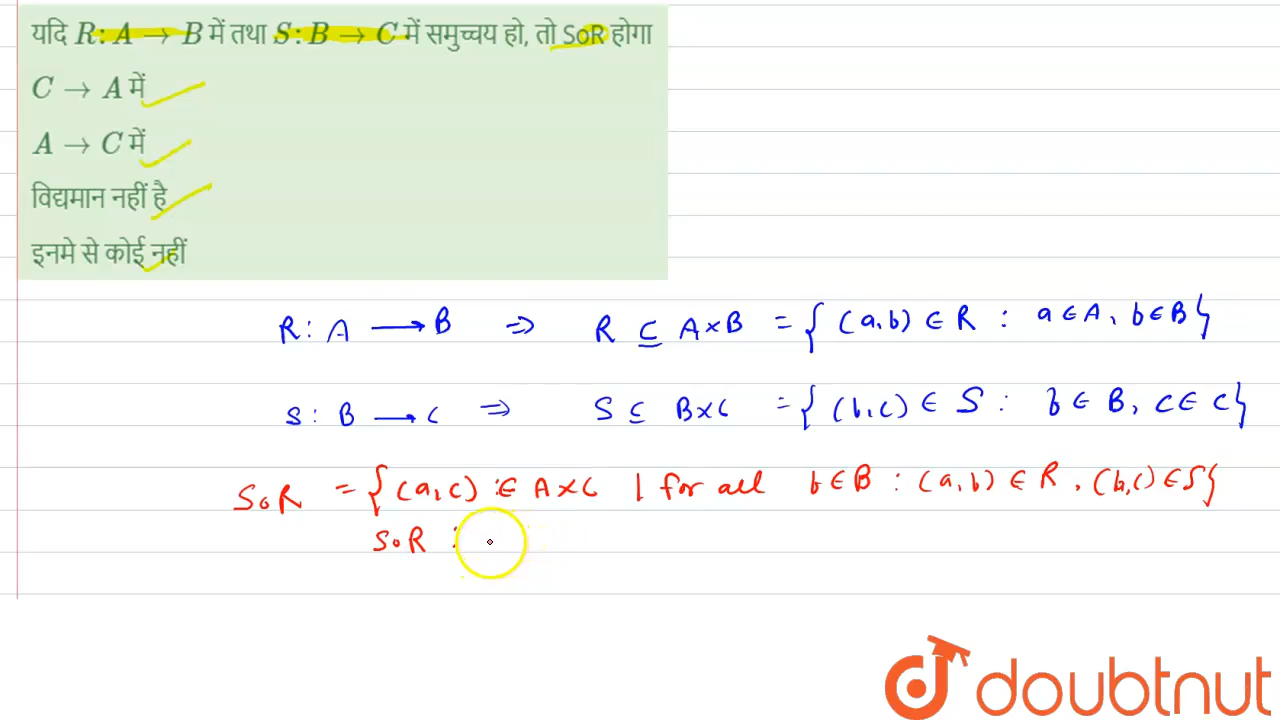 यदि R: A → B में तथा S: B → C में समुच्चय हो, तो SoR होगा
C → A में
A → C में
विद्यमान नहीं है
इनमे से कोई नहीं
R: A → B ⇒ R ⊆ A×B = { (a,b) ∈ R : a∈A, b∈B}
S: B → C ⇒ S ⊆ B×C = { (b,c) ∈ S : b∈B, c∈C}
SoR = { (a,c) :∈ A×C | for all b∈B : (a,b) ∈ R, (b,c) ∈ S}
SoR :
doubtnut